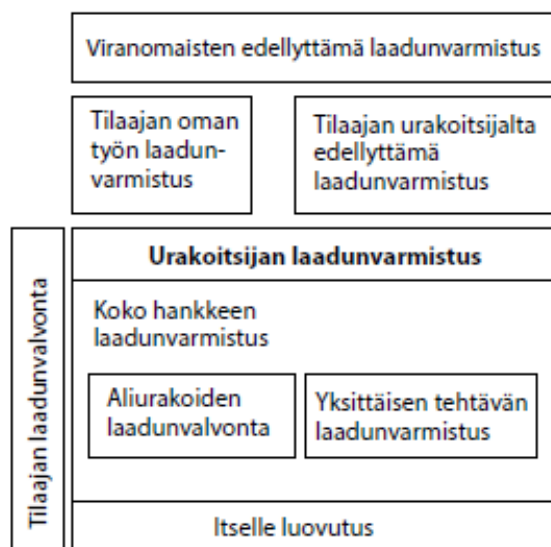 Viranomaisten edellyttämä laadunvarmistus
Tilaajan oman
työn laadun-
varmistus
Tilaajan urakoitsijalta
edellyttämä
laadunvarmistus
Tilaajan laadunvalvonta
Urakoitsijan laadunvarmistus
Koko hankkeen
laadunvarmistus
Aliurakoiden
laadunvalvonta
Yksittäisen tehtävän
laadunvarmistus
Itselle luovutus